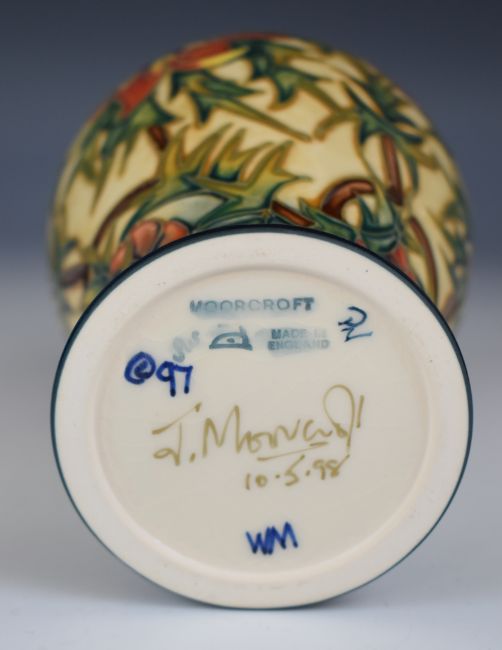 MOORCROFT
MADE IN
ENGLAND
©97
J. Moorcroft
10.5.98
WM